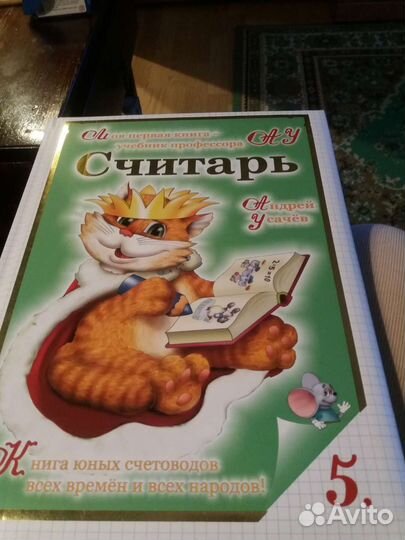 Моя первая книга -
учебник профессора АУ
Считарь
Андрей
Усачёв
2×5=10
Книга юных счетоводов
всех времён и всех народов!
5.
Avito